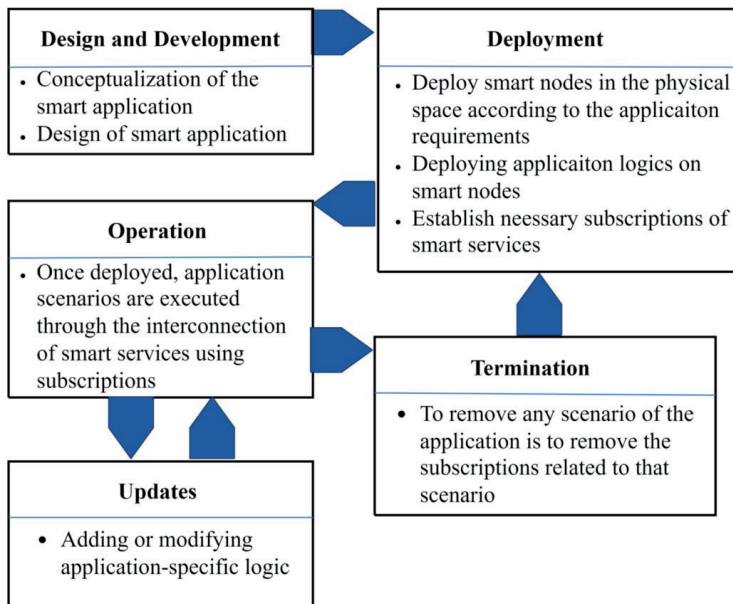 Design and Development
• Conceptualization of the
smart application
• Design of smart application
Deployment
• Deploy smart nodes in the physical
space according to the applicaiton
requirements
• Deploying applicaiton logics on
smart nodes
• Establish neessary subscriptions of
smart services
Operation
• Once deployed, application
scenarios are executed
through the interconnection
of smart services using
subscriptions
Termination
• To remove any scenario of the
application is to remove the
subscriptions related to that
scenario
Updates
• Adding or modifying
application-specific logic